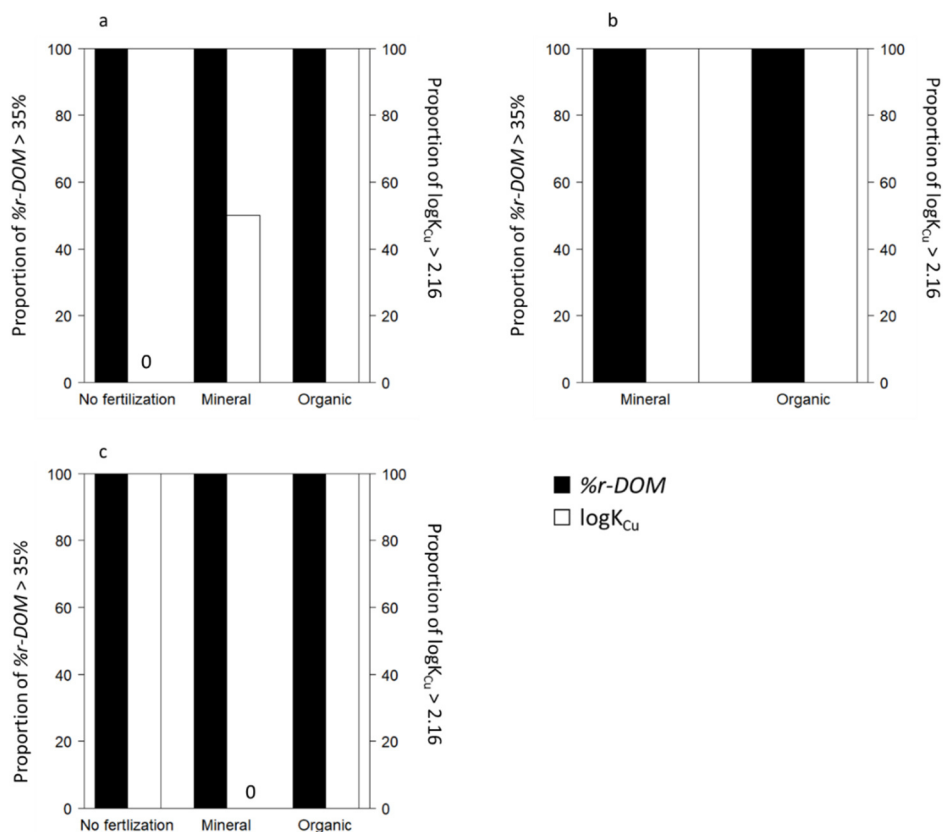 a
Proportion of %r-DOM > 35%
100
80
60
40
20
0
0
No fertilization Mineral Organic
100
80
60
40
20
0
Proportion of logKCu > 2.16
b
Proportion of %r-DOM < 35%
100
80
60
40
20
0
Mineral Organic
100
80
60
40
20
0
Proportion of logKCu > 2.16
c
Proportion of %r-DOM > 35%
100
80
60
40
20
0
0
No fertlization Mineral Organic
100
80
60
40
20
0
Proportion of logKCu > 2.16
%r-DOM
logKCu